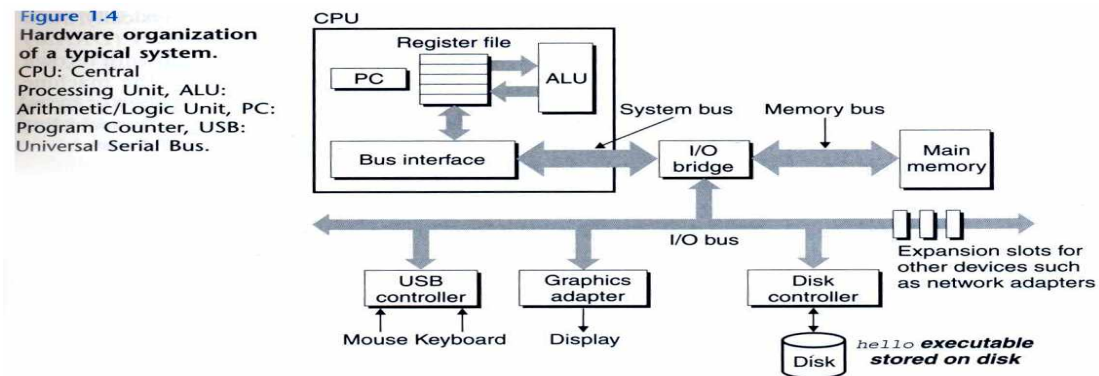 Figure 1.4
Hardware organization
of a typical system.
CPU: Central
Processing Unit, ALU:
Arithmetic/Logic Unit, PC:
Program Counter, USB:
Universal Serial Bus.
CPU
Register file
PC
ALU
System bus
Memory bus
Bus interface
I/O
bridge
Main
memory
I/O bus
Expansion slots for
other devices such
as network adapters
USB
controller
Graphics
adapter
Disk
controller
Mouse Keyboard
Display
Disk
hello executable
stored on disk